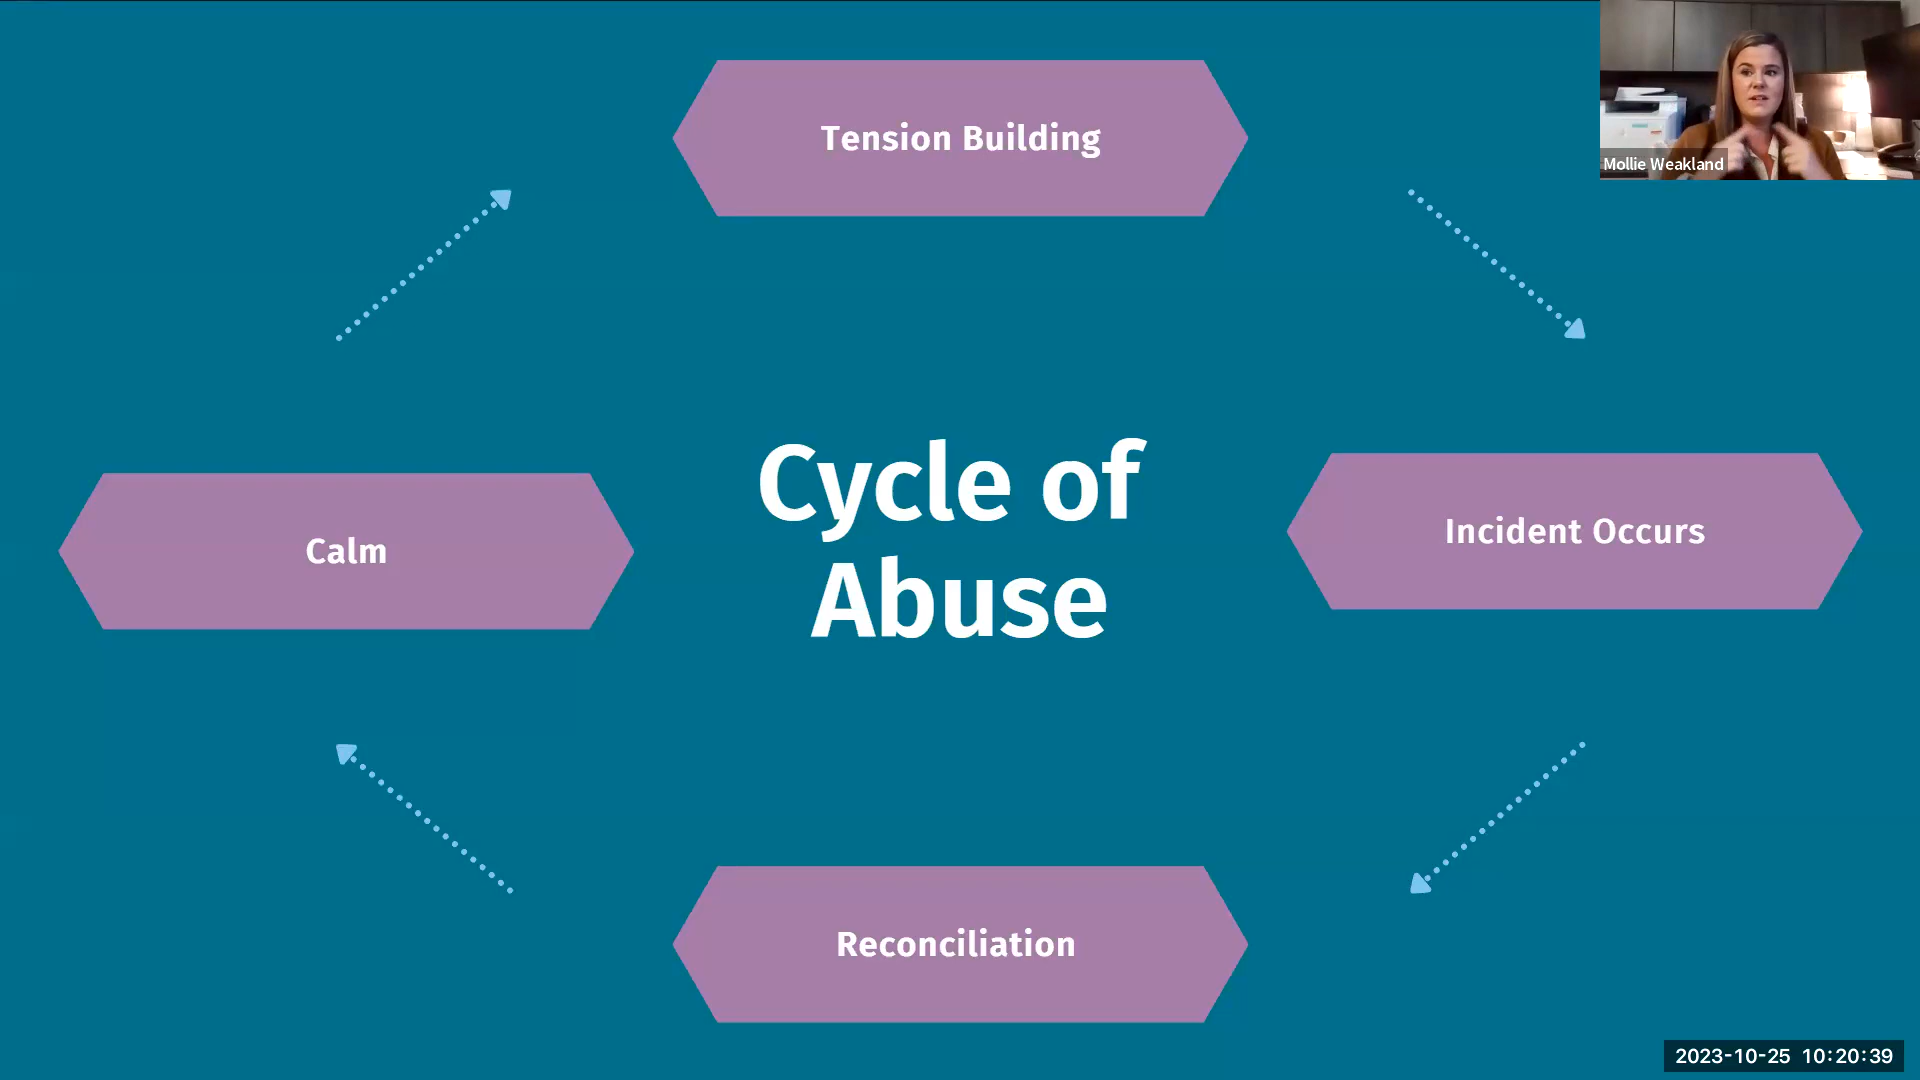 Tension Building
Mollie Weakland
Cycle of
Abuse
Incident Occurs
Calm
Reconciliation
2023-10-25 10:20:39